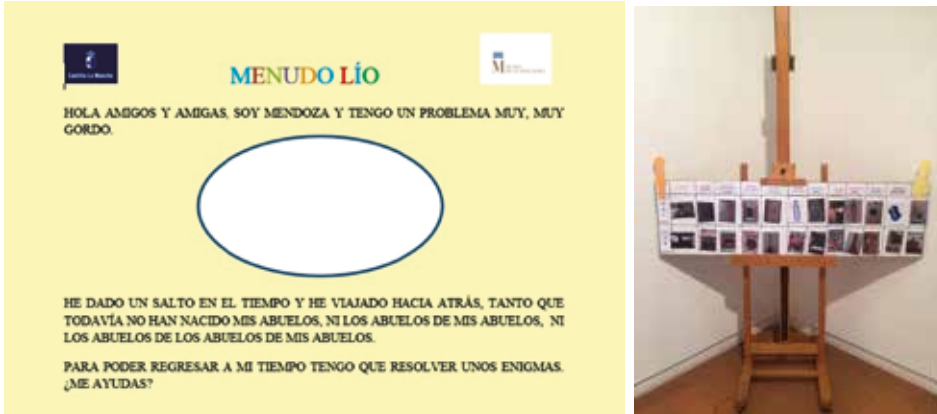 Castilla-La Mancha
MENUDO LÍO
HOLA AMIGOS Y AMIGAS, SOY MENDOZA Y TENGO UN PROBLEMA MUY, MUY
GORDO.
HE DADO UN SALTO EN EL TIEMPO Y HE VIAJADO HACIA ATRÁS, TANTO QUE
TODAVÍA NO HAN NACIDO MIS ABUELOS, NI LOS ABUELOS DE MIS ABUELOS, NI
LOS ABUELOS DE LOS ABUELOS DE MIS ABUELOS.
PARA PODER REGRESAR A MI TIEMPO TENGO QUE RESOLVER UNOS ENIGMAS.
¿ME AYUDAS?